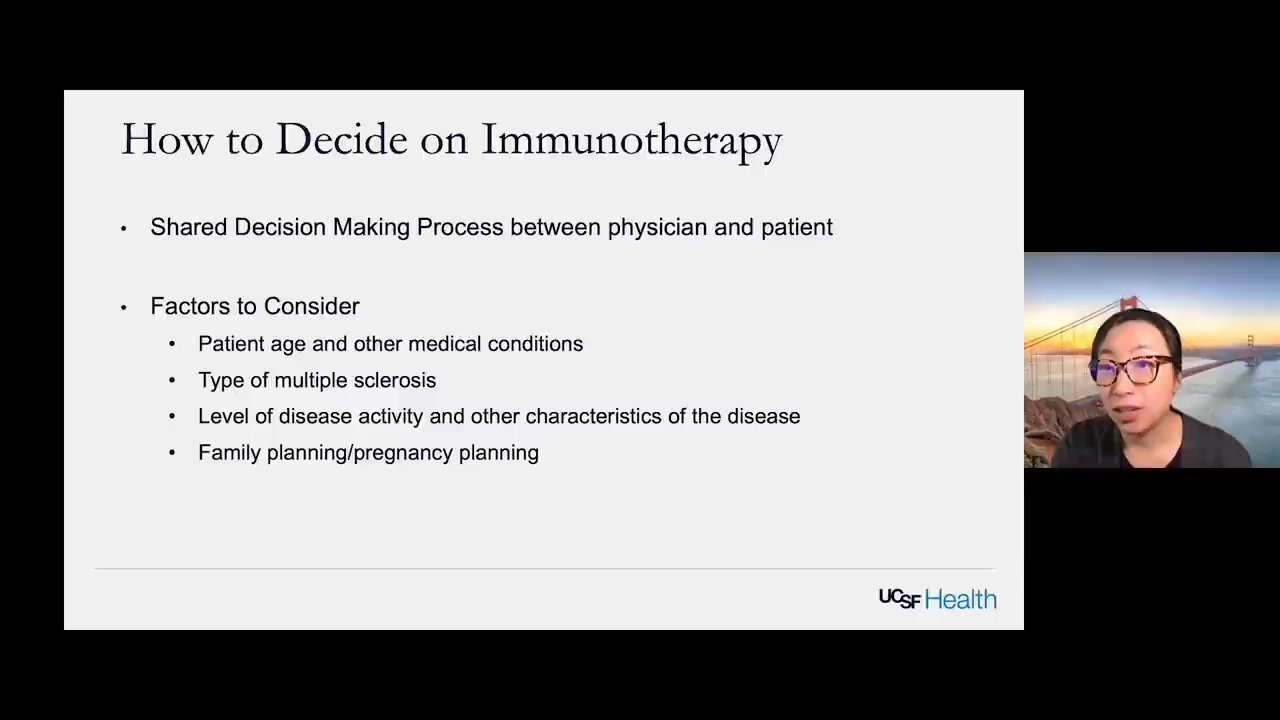 How to Decide on Immunotherapy
• Shared Decision Making Process between physician and patient
• Factors to Consider
• Patient age and other medical conditions
• Type of multiple sclerosis
• Level of disease activity and other characteristics of the disease
• Family planning/pregnancy planning
UCSF Health